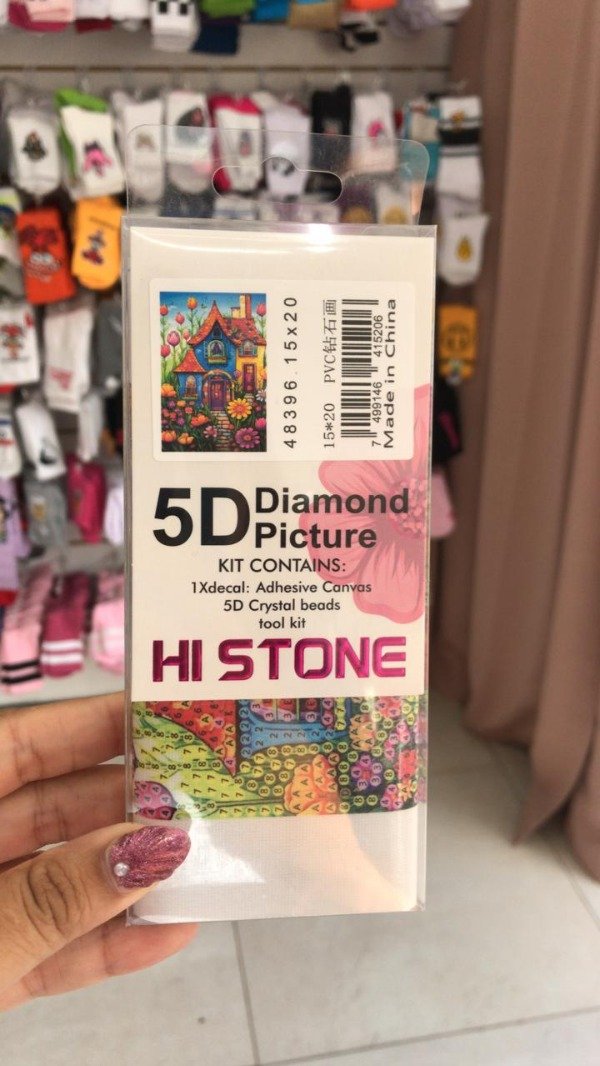 48396.15x20
15*20 PVC钻石画
7 499146 415206
Made in China
5D Diamond
Picture
KIT CONTAINS:
1Xdecal: Adhesive Canvas
5D Crystal beads
tool kit
HI STONE